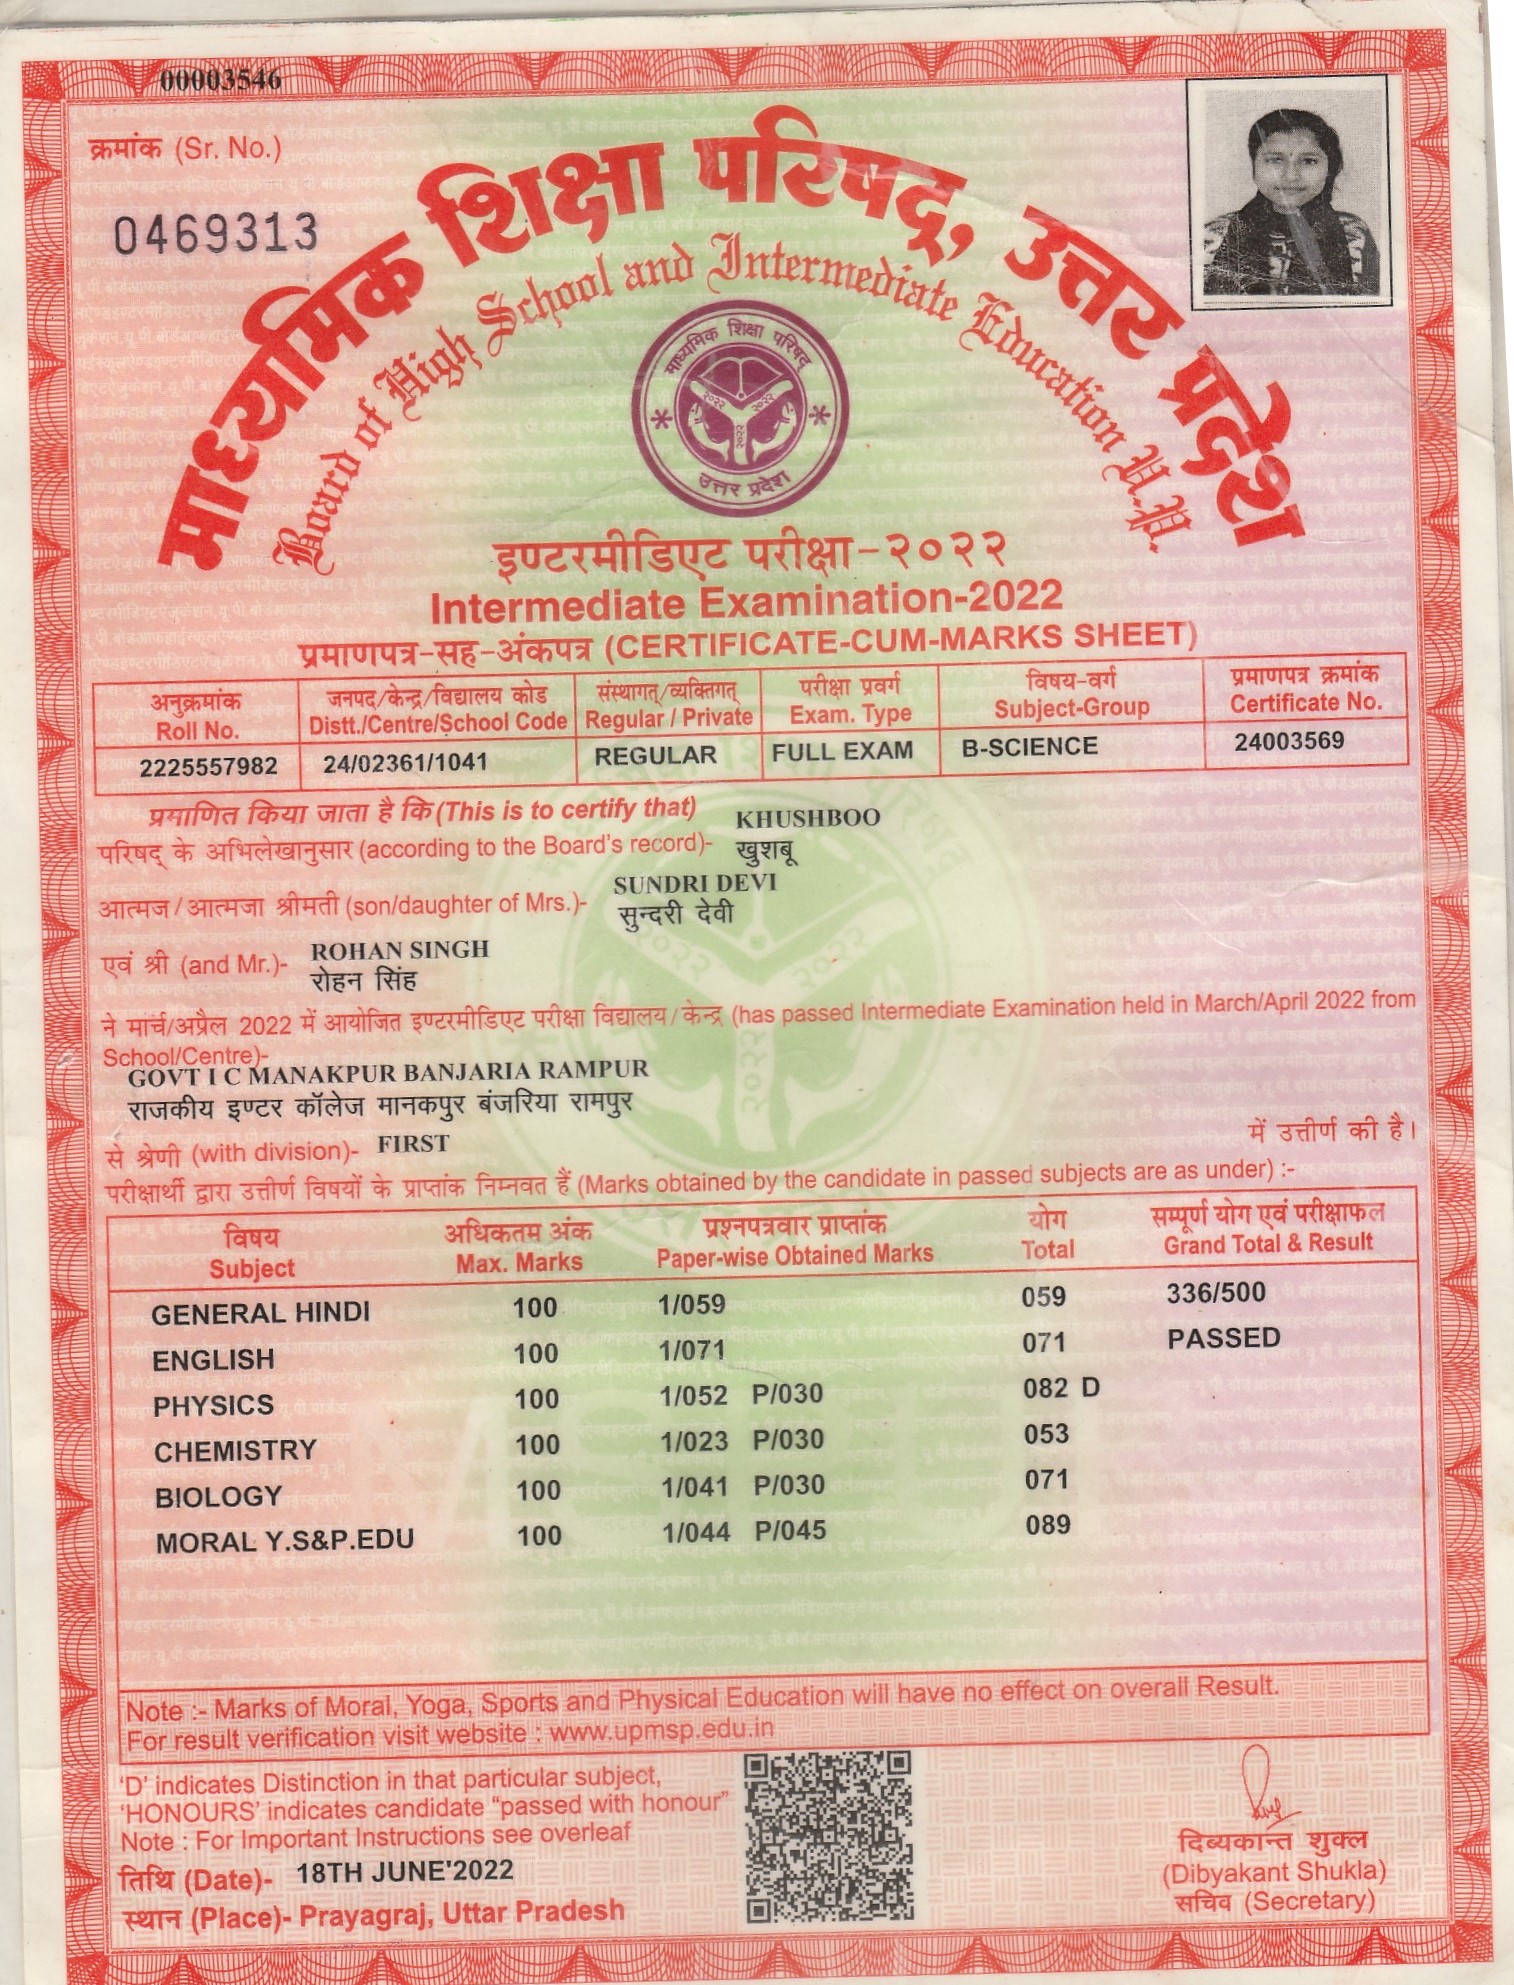 00003546
क्रमांक (Sr. No.)
0469313
माध्यमिक शिक्षा परिषद्, उत्तर प्रदेश
Board of High School and Intermediate Education U.P.
माध्यमिक शिक्षा परिषद्
२०२२ २०२२
२०२२
उत्तर प्रदेश
इण्टरमीडिएट परीक्षा-२०२२
Intermediate Examination-2022
प्रमाणपत्र-सह-अंकपत्र (CERTIFICATE-CUM-MARKS SHEET)
अनुक्रमांक जनपद/केन्द्र/विद्यालय कोड संस्थागत्/व्यक्तिगत् परीक्षा प्रवर्ग विषय-वर्ग प्रमाणपत्र क्रमांक
Roll No. Distt./Centre/School Code Regular / Private Exam. Type Subject-Group Certificate No.
2225557982 24/02361/1041 REGULAR FULL EXAM B-SCIENCE 24003569
प्रमाणित किया जाता है कि (This is to certify that) KHUSHBOO
परिषद् के अभिलेखानुसार (according to the Board's record)- खुशबू
SUNDRI DEVI
आत्मज / आत्मजा श्रीमती (son/daughter of Mrs.)- सुन्दरी देवी
ROHAN SINGH
एवं श्री (and Mr.)- रोहन सिंह
ने मार्च/अप्रैल 2022 में आयोजित इण्टरमीडिएट परीक्षा विद्यालय/केन्द्र (has passed Intermediate Examination held in March/April 2022 from
School/Centre)-
GOVT I C MANAKPUR BANJARIA RAMPUR
राजकीय इण्टर कॉलेज मानकपुर बंजरिया रामपुर
से श्रेणी (with division)- FIRST में उत्तीर्ण की है।
परीक्षार्थी द्वारा उत्तीर्ण विषयों के प्राप्तांक निम्नवत हैं (Marks obtained by the candidate in passed subjects are as under) :-
विषय अधिकतम अंक प्रश्नपत्रवार प्राप्तांक योग सम्पूर्ण योग एवं परीक्षाफल
Subject Max. Marks Paper-wise Obtained Marks Total Grand Total & Result
GENERAL HINDI 100 1/059 059 336/500
ENGLISH 100 1/071 071 PASSED
PHYSICS 100 1/052 P/030 082 D
CHEMISTRY 100 1/023 P/030 053
BIOLOGY 100 1/041 P/030 071
MORAL Y.S&P.EDU 100 1/044 P/045 089
Note :- Marks of Moral, Yoga, Sports and Physical Education will have no effect on overall Result.
For result verification visit website : www.upmsp.edu.in
'D' indicates Distinction in that particular subject,
'HONOURS' indicates candidate "passed with honour"
Note : For Important Instructions see overleaf
तिथि (Date)- 18TH JUNE'2022
स्थान (Place)- Prayagraj, Uttar Pradesh
दिब्यकान्त शुक्ल
(Dibyakant Shukla)
सचिव (Secretary)